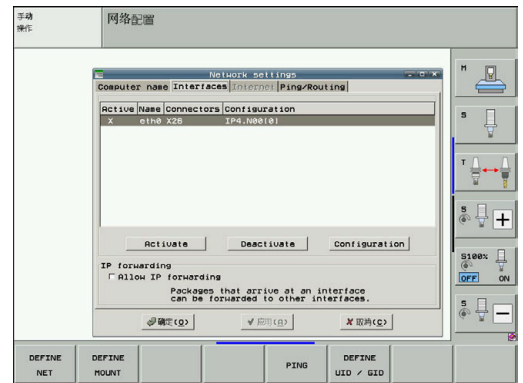 手动
操作
网络配置
Network settings
Computer name Interfaces Internet Ping/Routing
Active Name Connectors Configuration
X eth0 X26 IP4.N00(0)
Activate Deactivate Configuration
IP forwarding
Allow IP forwarding
Packages that arrive at an interface
can be forwarded to other interfaces.
确定(O) 应用(A) 取消(C)
M
S
T
S
S100%
OFF ON
S
DEFINE NET
DEFINE MOUNT
PING
DEFINE UID / GID